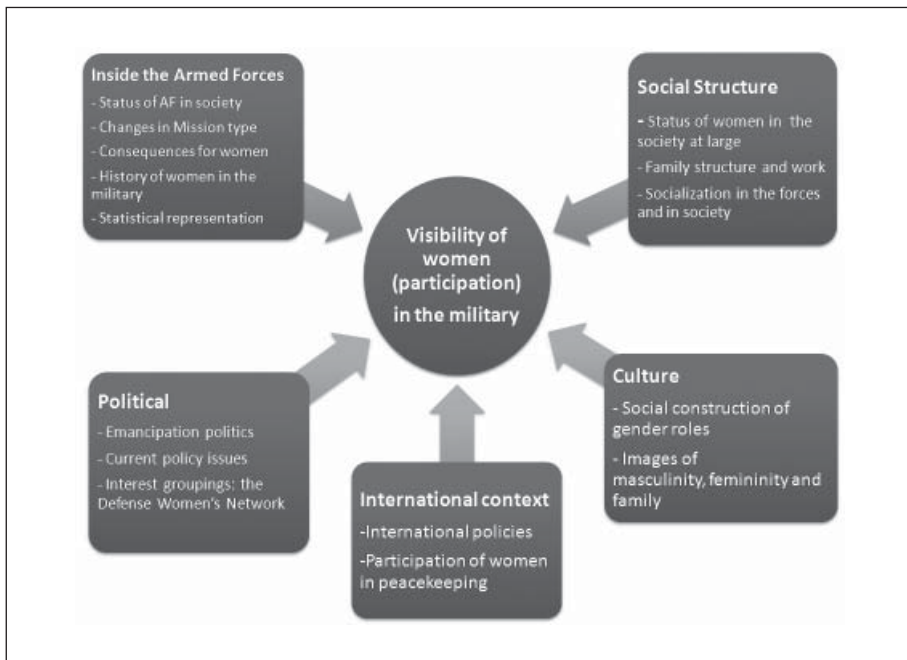 Inside the Armed Forces
- Status of AF in society
- Changes in Mission type
- Consequences for women
- History of women in the
military
- Statistical representation
Social Structure
- Status of women in the
society at large
- Family structure and work
- Socialization in the forces
and in society
Visibility of
women
(participation)
in the military
Political
- Emancipation politics
- Current policy issues
- Interest groupings: the
Defense Women's Network
International context
-International policies
-Participation of women
in peacekeeping
Culture
- Social construction of
gender roles
- Images of
masculinity, femininity and
family